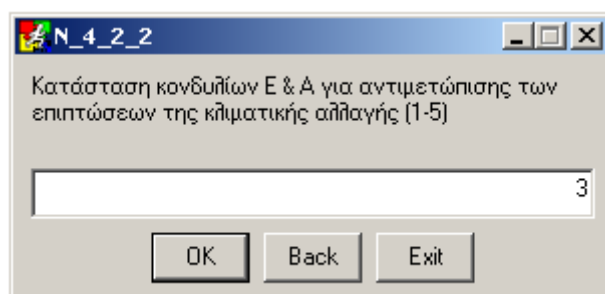 N_4_2_2
Κατάσταση κονδυλίων Ε & Α για αντιμετώπισης των
επιπτώσεων της κλιματικής αλλαγής (1-5)
3
OK Back Exit